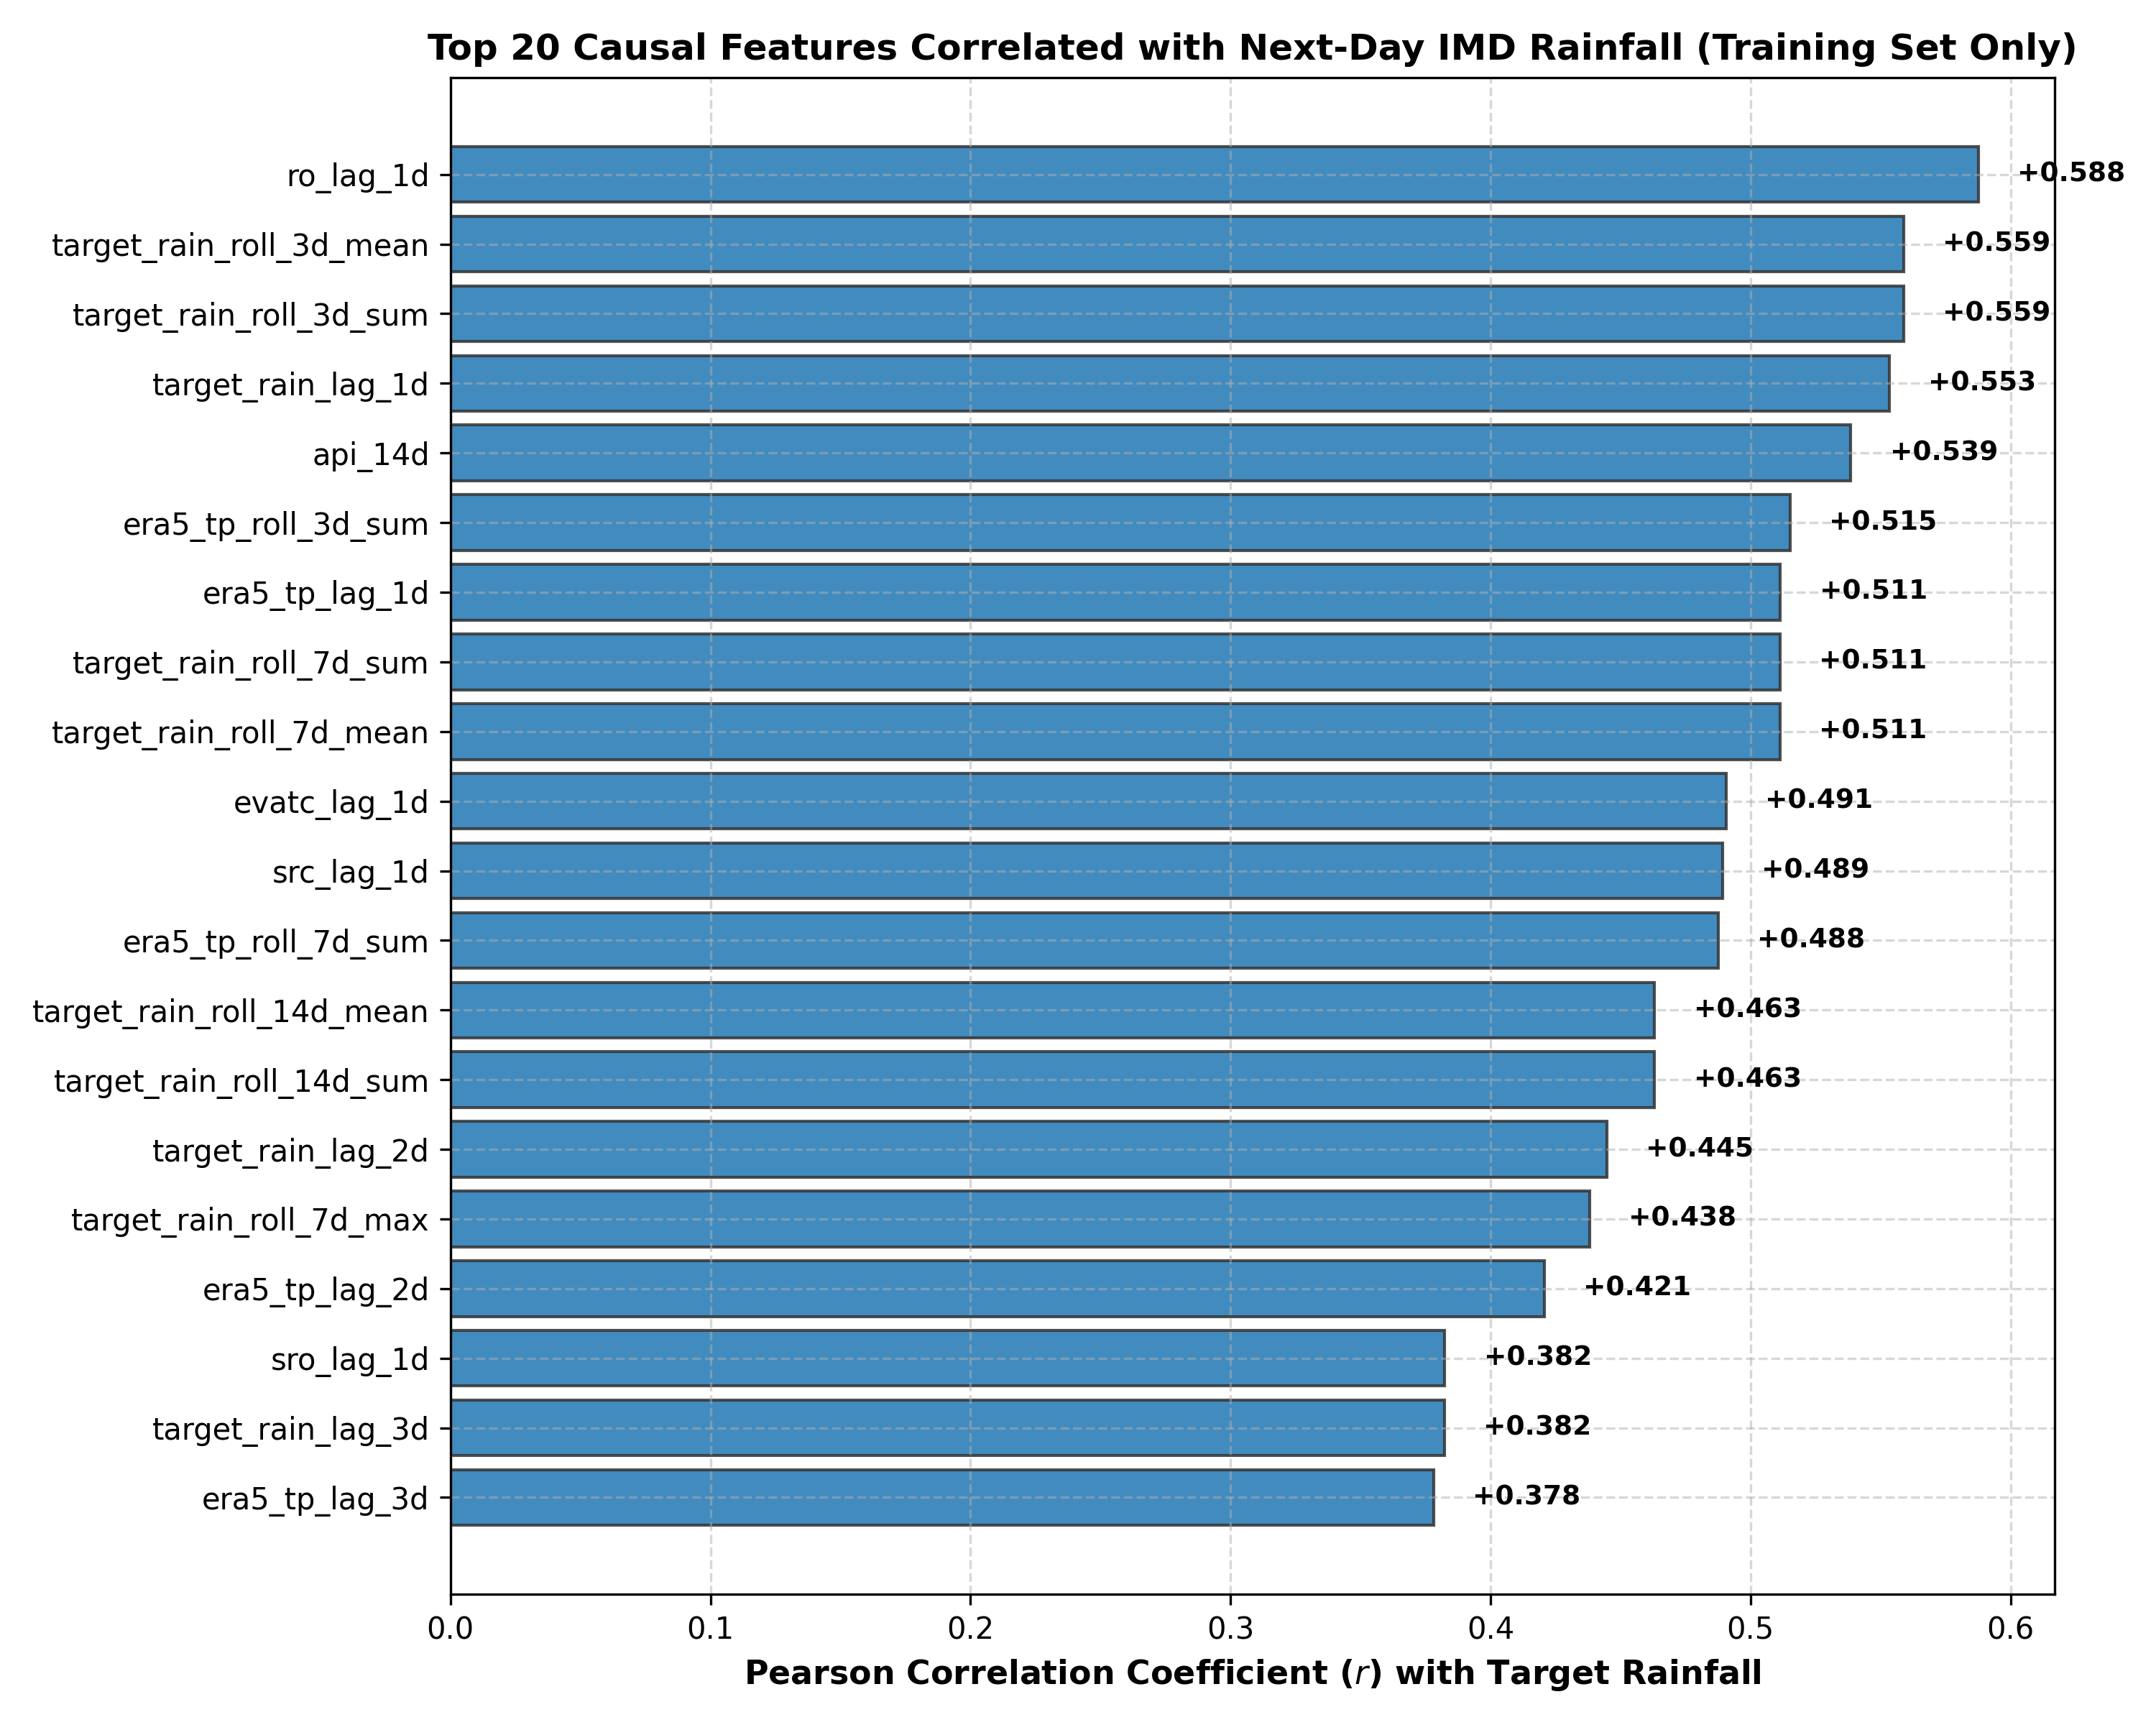 Top 20 Causal Features Correlated with Next-Day IMD Rainfall (Training Set Only)
ro_lag_1d +0.588
target_rain_roll_3d_mean +0.559
target_rain_roll_3d_sum +0.559
target_rain_lag_1d +0.553
api_14d +0.539
era5_tp_roll_3d_sum +0.515
era5_tp_lag_1d +0.511
target_rain_roll_7d_sum +0.511
target_rain_roll_7d_mean +0.511
evatc_lag_1d +0.491
src_lag_1d +0.489
era5_tp_roll_7d_sum +0.488
target_rain_roll_14d_mean +0.463
target_rain_roll_14d_sum +0.463
target_rain_lag_2d +0.445
target_rain_roll_7d_max +0.438
era5_tp_lag_2d +0.421
sro_lag_1d +0.382
target_rain_lag_3d +0.382
era5_tp_lag_3d +0.378
0.0 0.1 0.2 0.3 0.4 0.5 0.6
Pearson Correlation Coefficient (r) with Target Rainfall